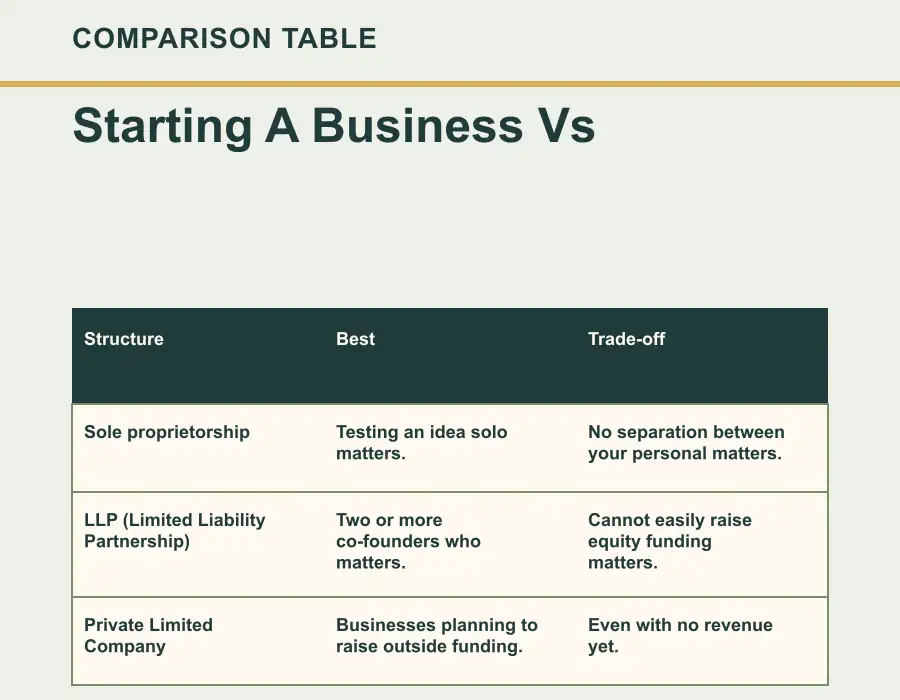 COMPARISON TABLE
Starting A Business Vs
Structure
Best
Trade-off
Sole proprietorship
Testing an idea solo
matters.
No separation between
your personal matters.
LLP (Limited Liability
Partnership)
Two or more
co-founders who
matters.
Cannot easily raise
equity funding
matters.
Private Limited
Company
Businesses planning to
raise outside funding.
Even with no revenue
yet.